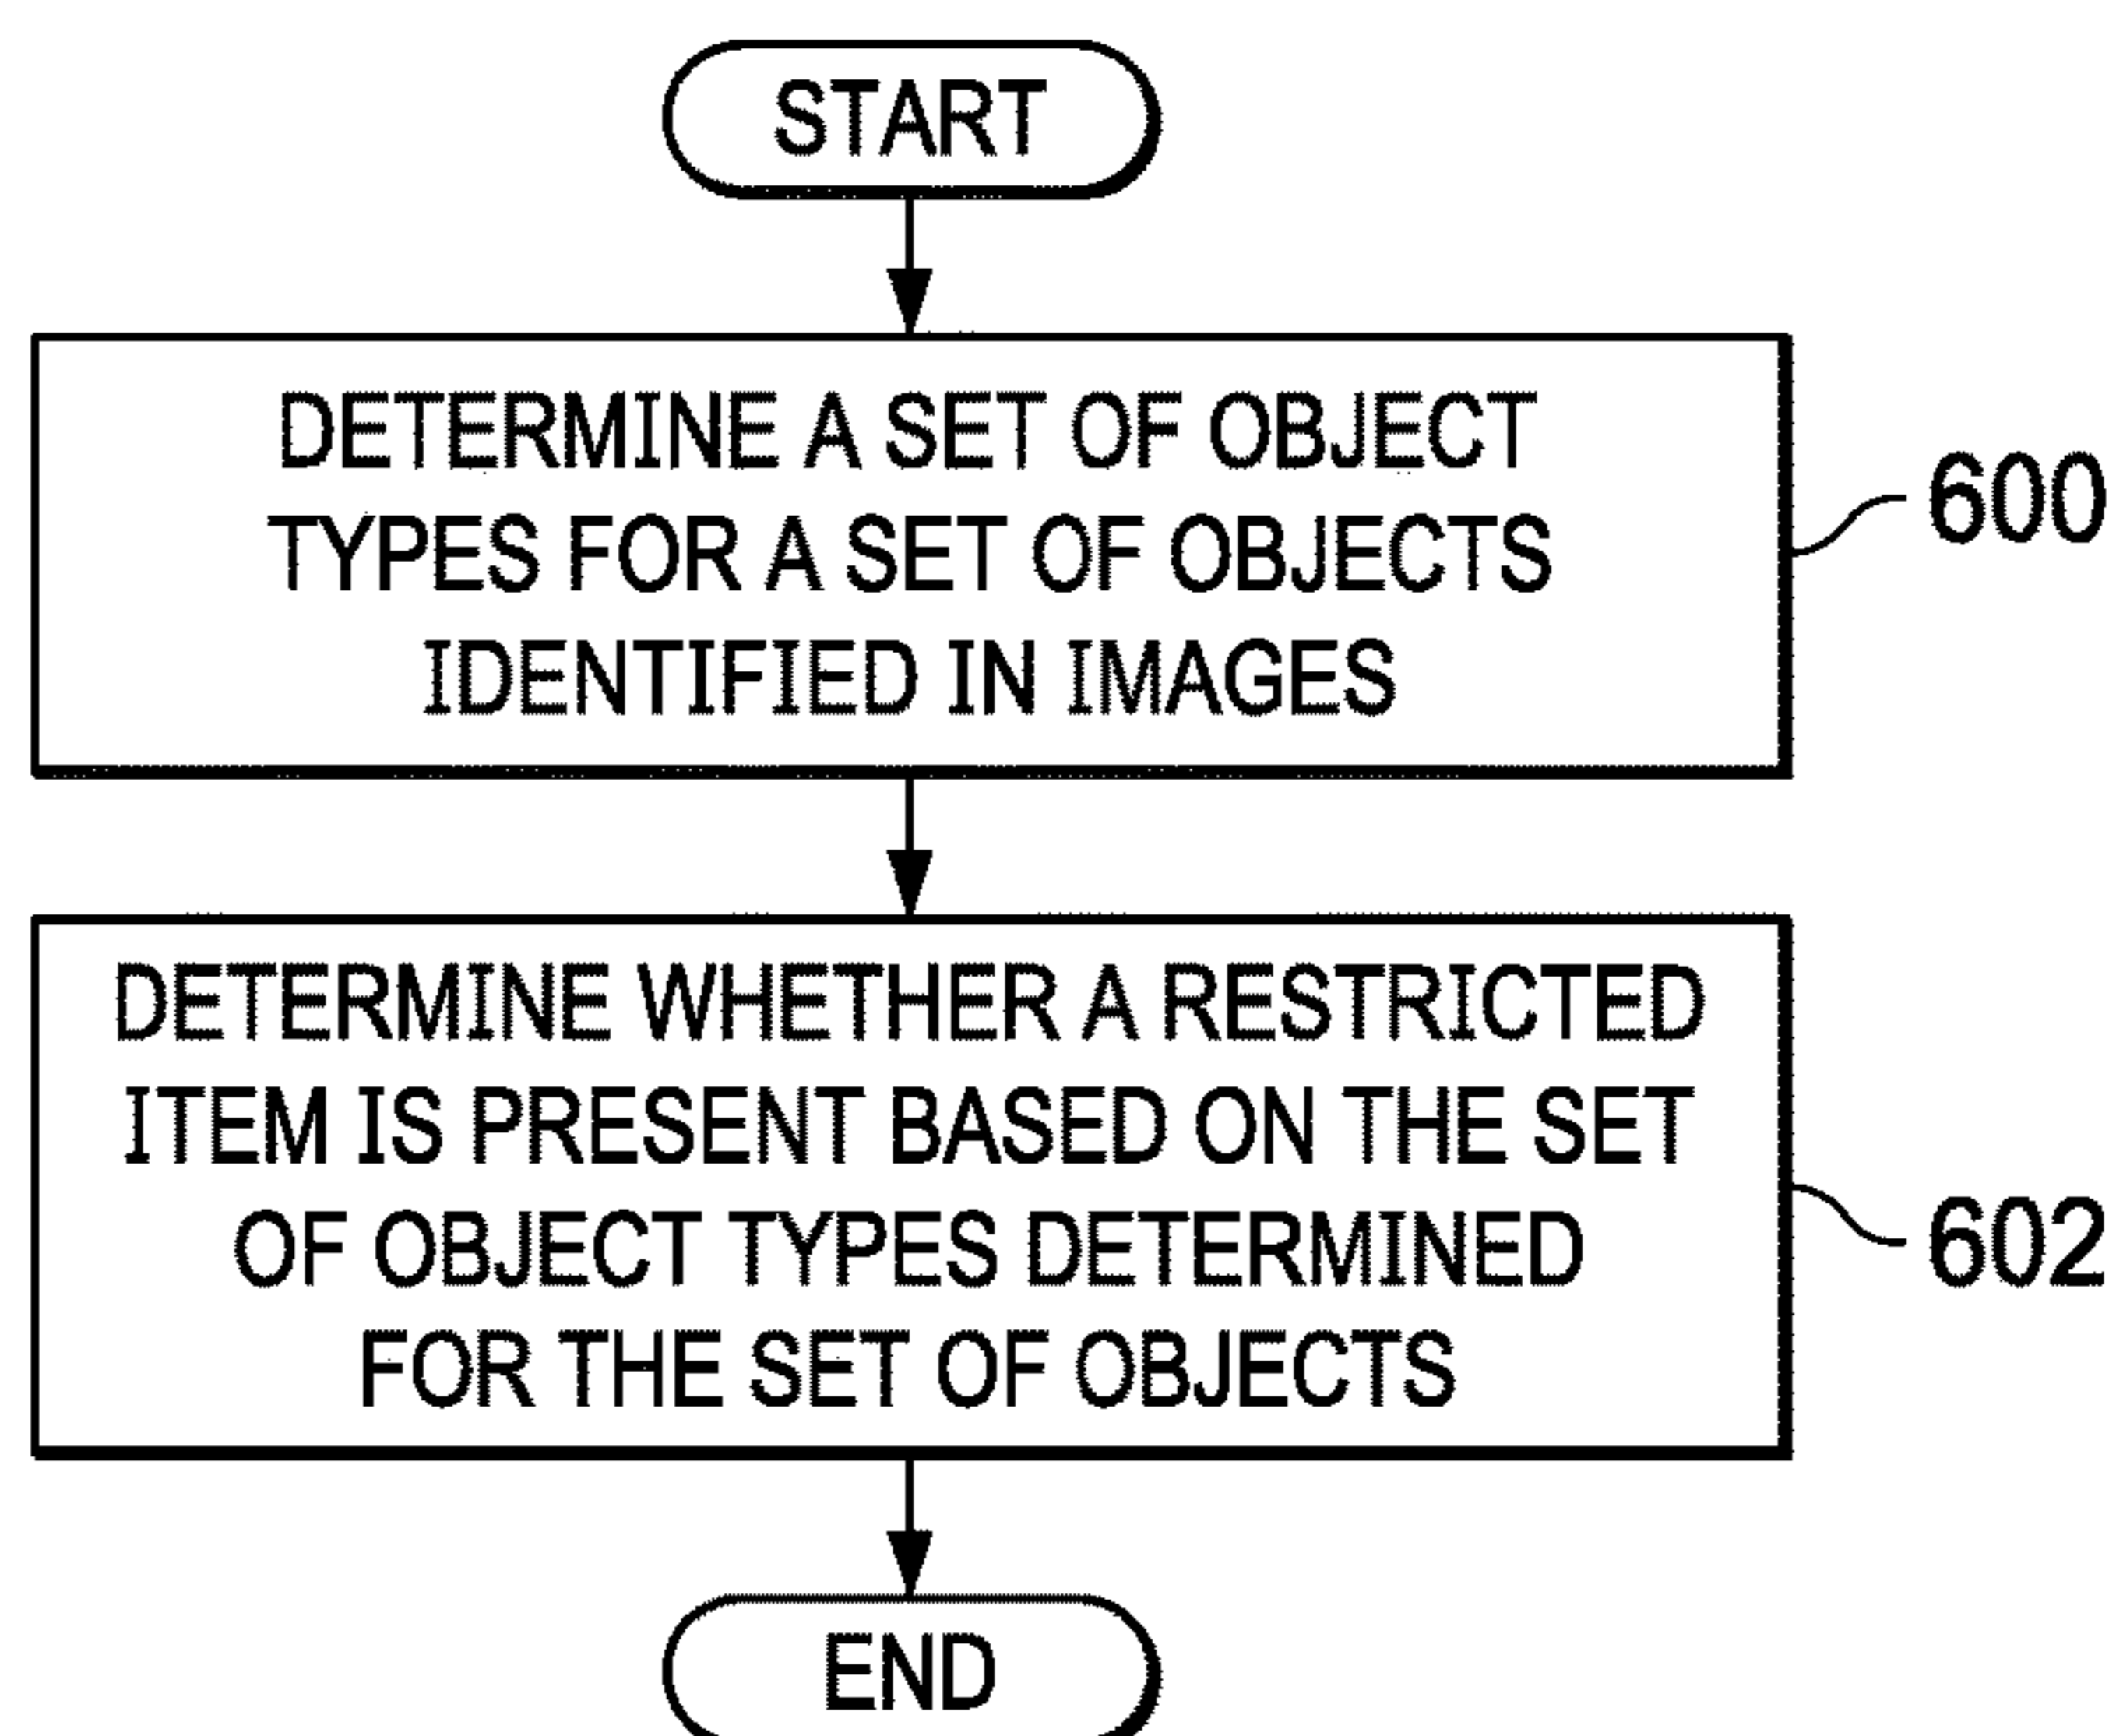 START
DETERMINE A SET OF OBJECT
TYPES FOR A SET OF OBJECTS
IDENTIFIED IN IMAGES
600
DETERMINE WHETHER A RESTRICTED
ITEM IS PRESENT BASED ON THE SET
OF OBJECT TYPES DETERMINED
FOR THE SET OF OBJECTS
602
END